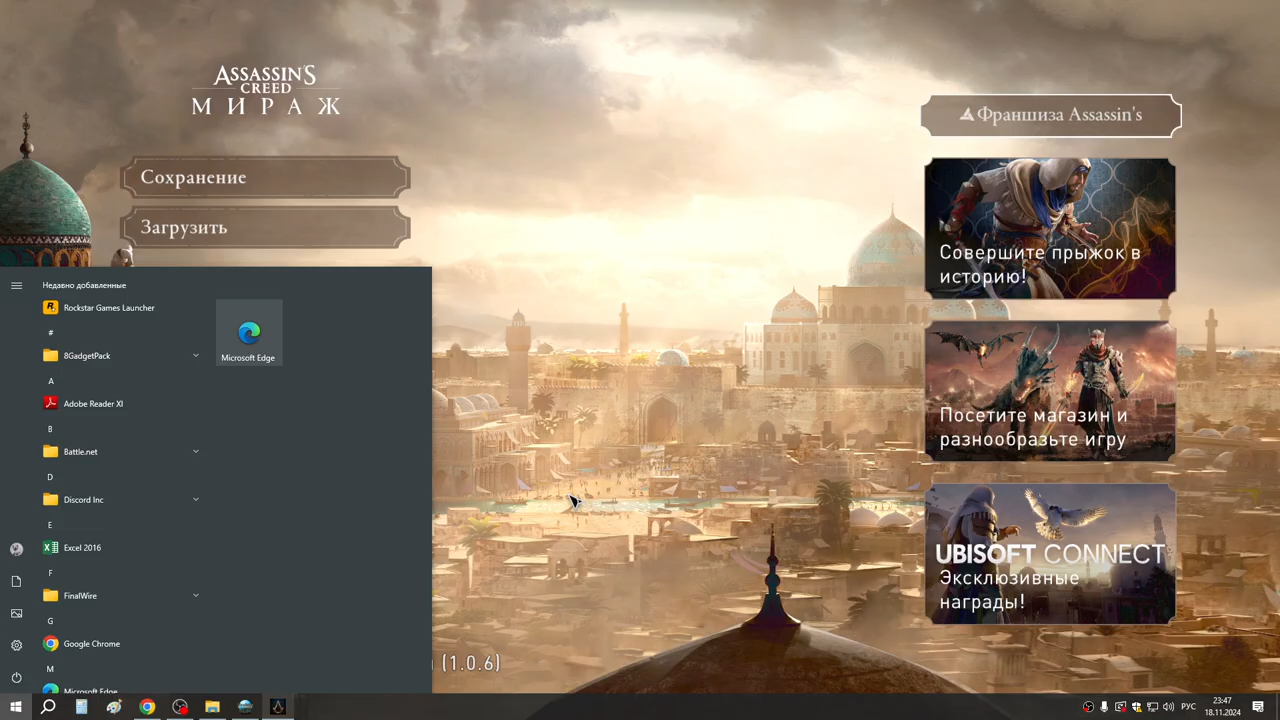 ASSASSIN'S
CREED
МИРАЖ
Сохранение
Загрузить
Франшиза Assassin's
Совершите прыжок в
историю!
Посетите магазин и
разнообразьте игру
UBISOFT CONNECT
Эксклюзивные
награды!
(1.0.6)
Недавно добавленные
Rockstar Games Launcher
#
8GadgetPack
A
Adobe Reader XI
B
Battle.net
D
Discord Inc
E
Excel 2016
F
FinalWire
G
Google Chrome
M
Microsoft Edge
Microsoft Edge
РУС
23:47
18.11.2024